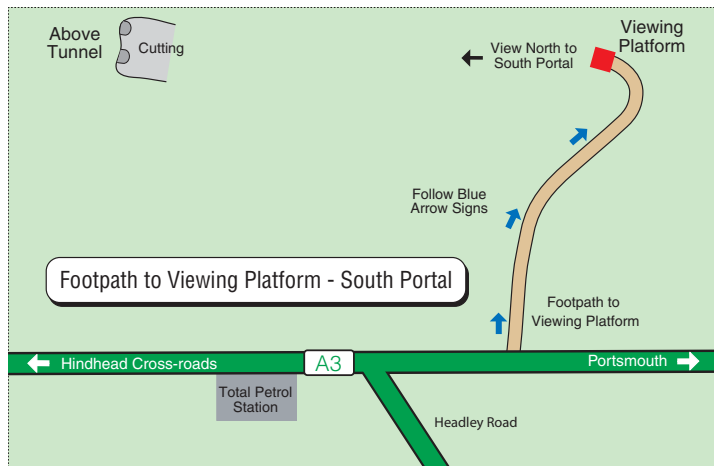 Above
Tunnel
Cutting
View North to
South Portal
Viewing
Platform
Follow Blue
Arrow Signs
Footpath to Viewing Platform - South Portal
Footpath to
Viewing Platform
Hindhead Cross-roads
A3
Portsmouth
Total Petrol
Station
Headley Road